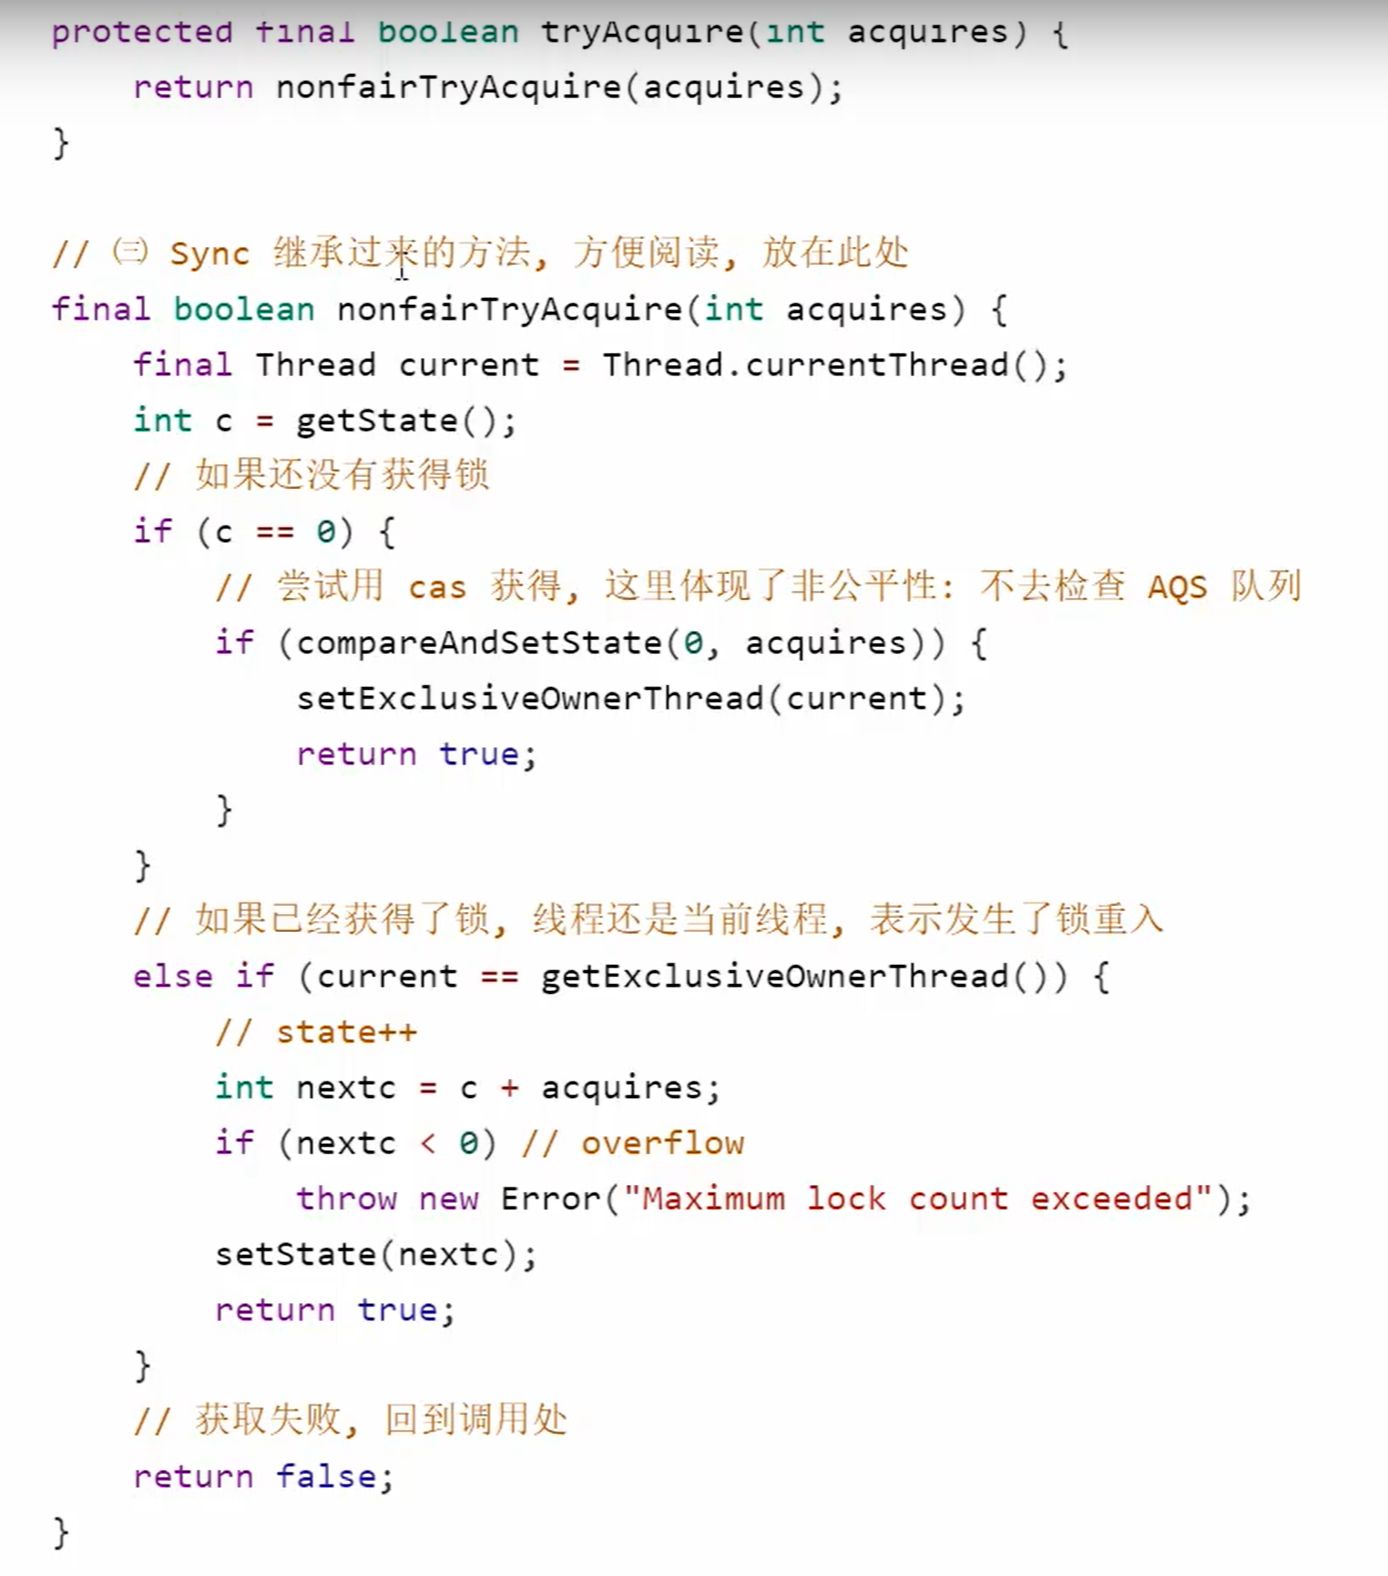 protected final boolean tryAcquire(int acquires) {
return nonfairTryAcquire(acquires);
}
// ㈢ Sync 继承过来的方法, 方便阅读, 放在此处
final boolean nonfairTryAcquire(int acquires) {
final Thread current = Thread.currentThread();
int c = getState();
// 如果还没有获得锁
if (c == 0) {
// 尝试用 cas 获得, 这里体现了非公平性: 不去检查 AQS 队列
if (compareAndSetState(0, acquires)) {
setExclusiveOwnerThread(current);
return true;
}
}
// 如果已经获得了锁, 线程还是当前线程, 表示发生了锁重入
else if (current == getExclusiveOwnerThread()) {
// state++
int nextc = c + acquires;
if (nextc < 0) // overflow
throw new Error("Maximum lock count exceeded");
setState(nextc);
return true;
}
// 获取失败, 回到调用处
return false;
}